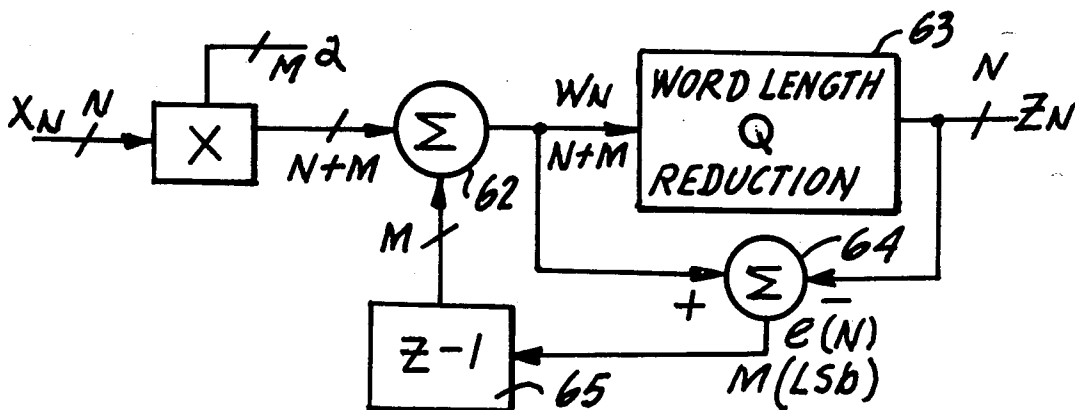 63
M α
X_N N
X
N+M
Σ
62
W_N
N+M
WORD LENGTH
Q
REDUCTION
N
Z_N
M
64
Σ
+
−
e(N)
M(LSb)
Z-1
65